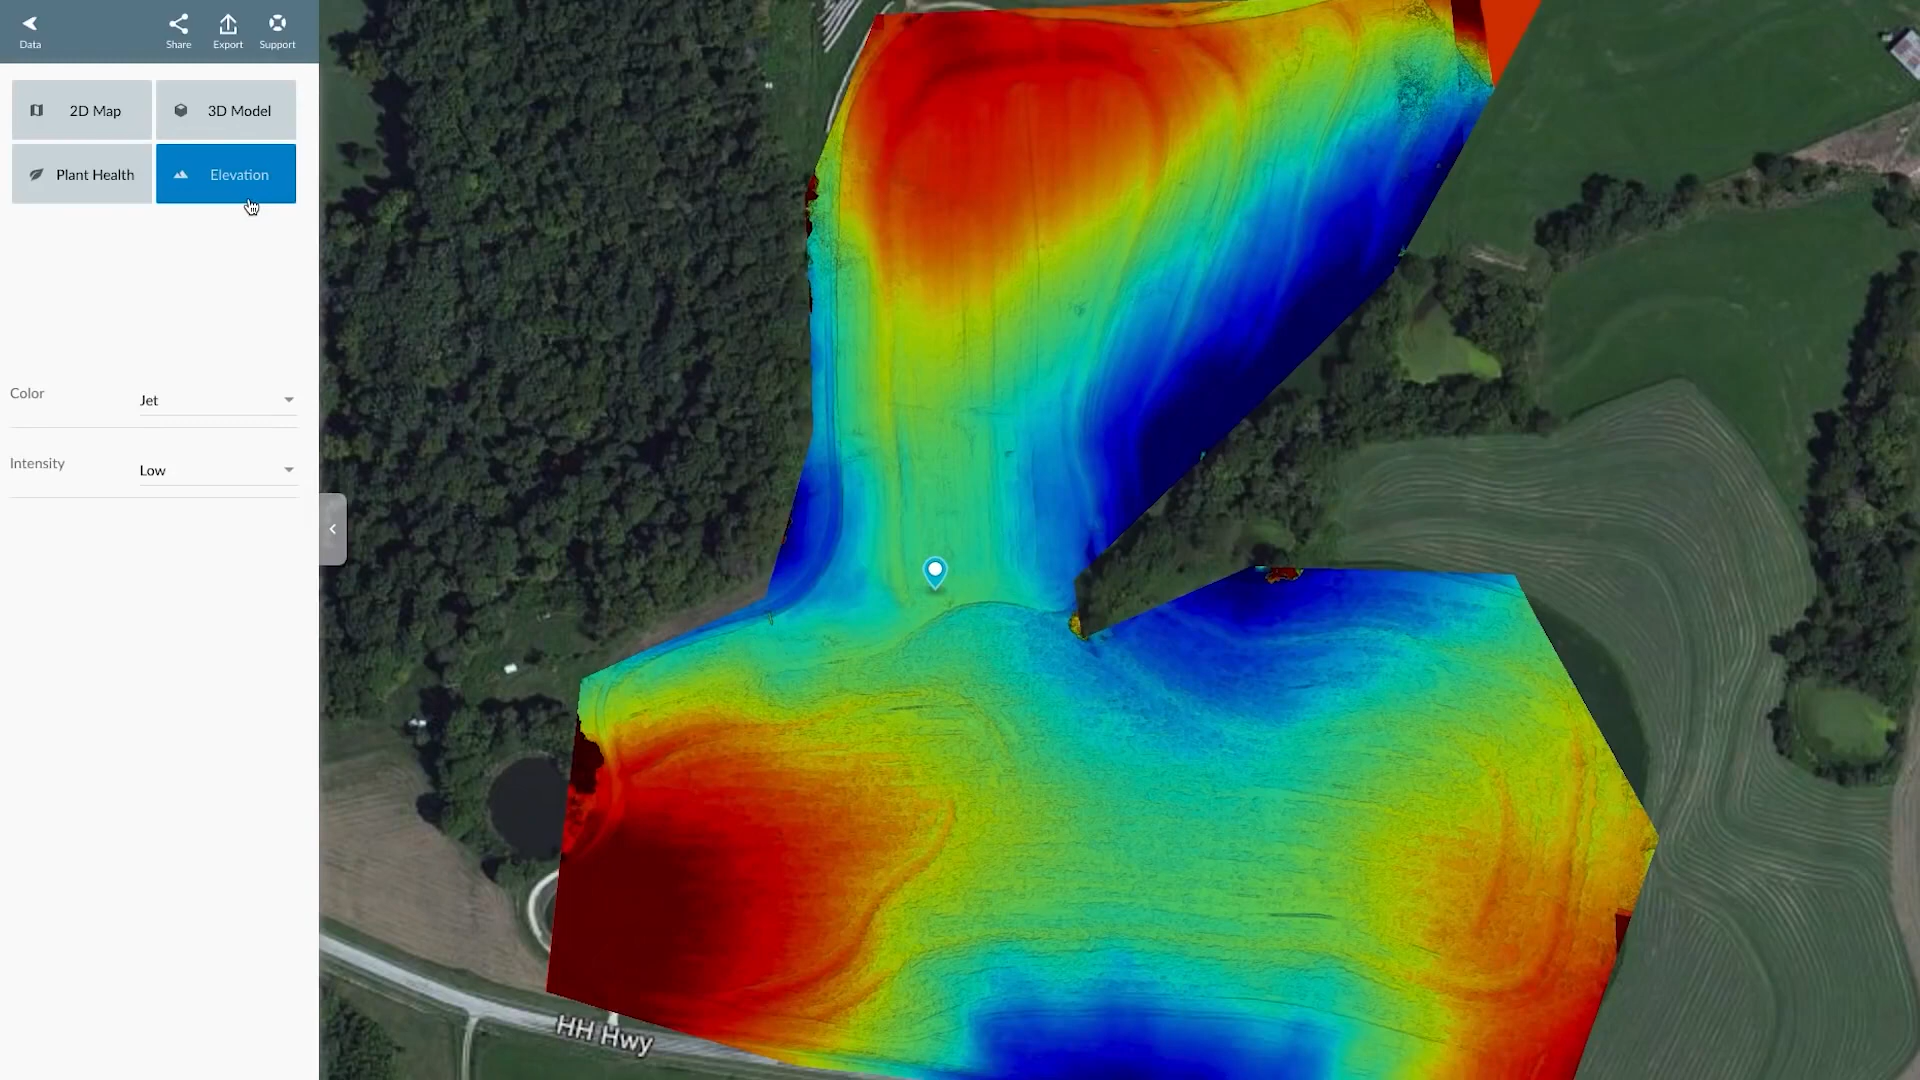 Data
Share
Export
Support
2D Map
3D Model
Plant Health
Elevation
Color
Jet
Intensity
Low
HH Hwy